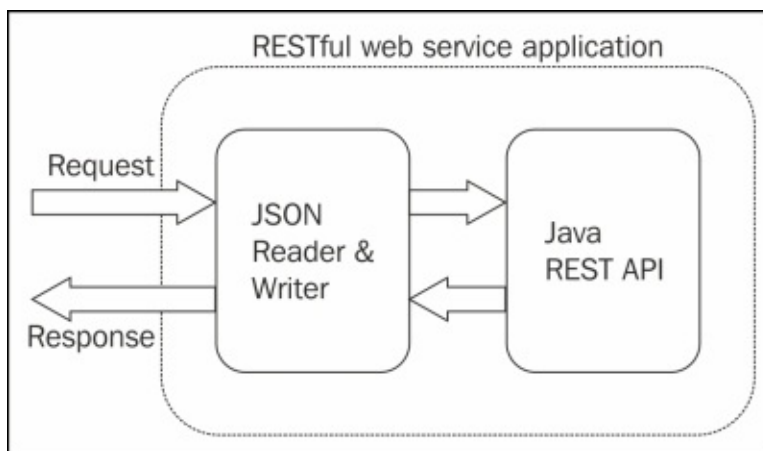 RESTful web service application
Request
JSON
Reader &
Writer
Java
REST API
Response